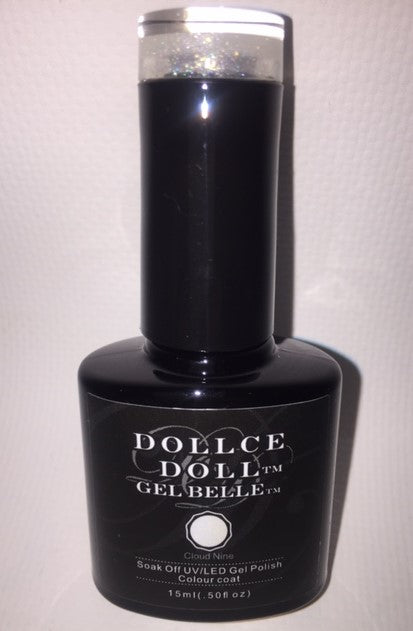 DOLLCE
DOLL™
GEL BELLE™
Cloud Nine
Soak Off UV/LED Gel Polish
Colour coat
15ml(.50fl oz)